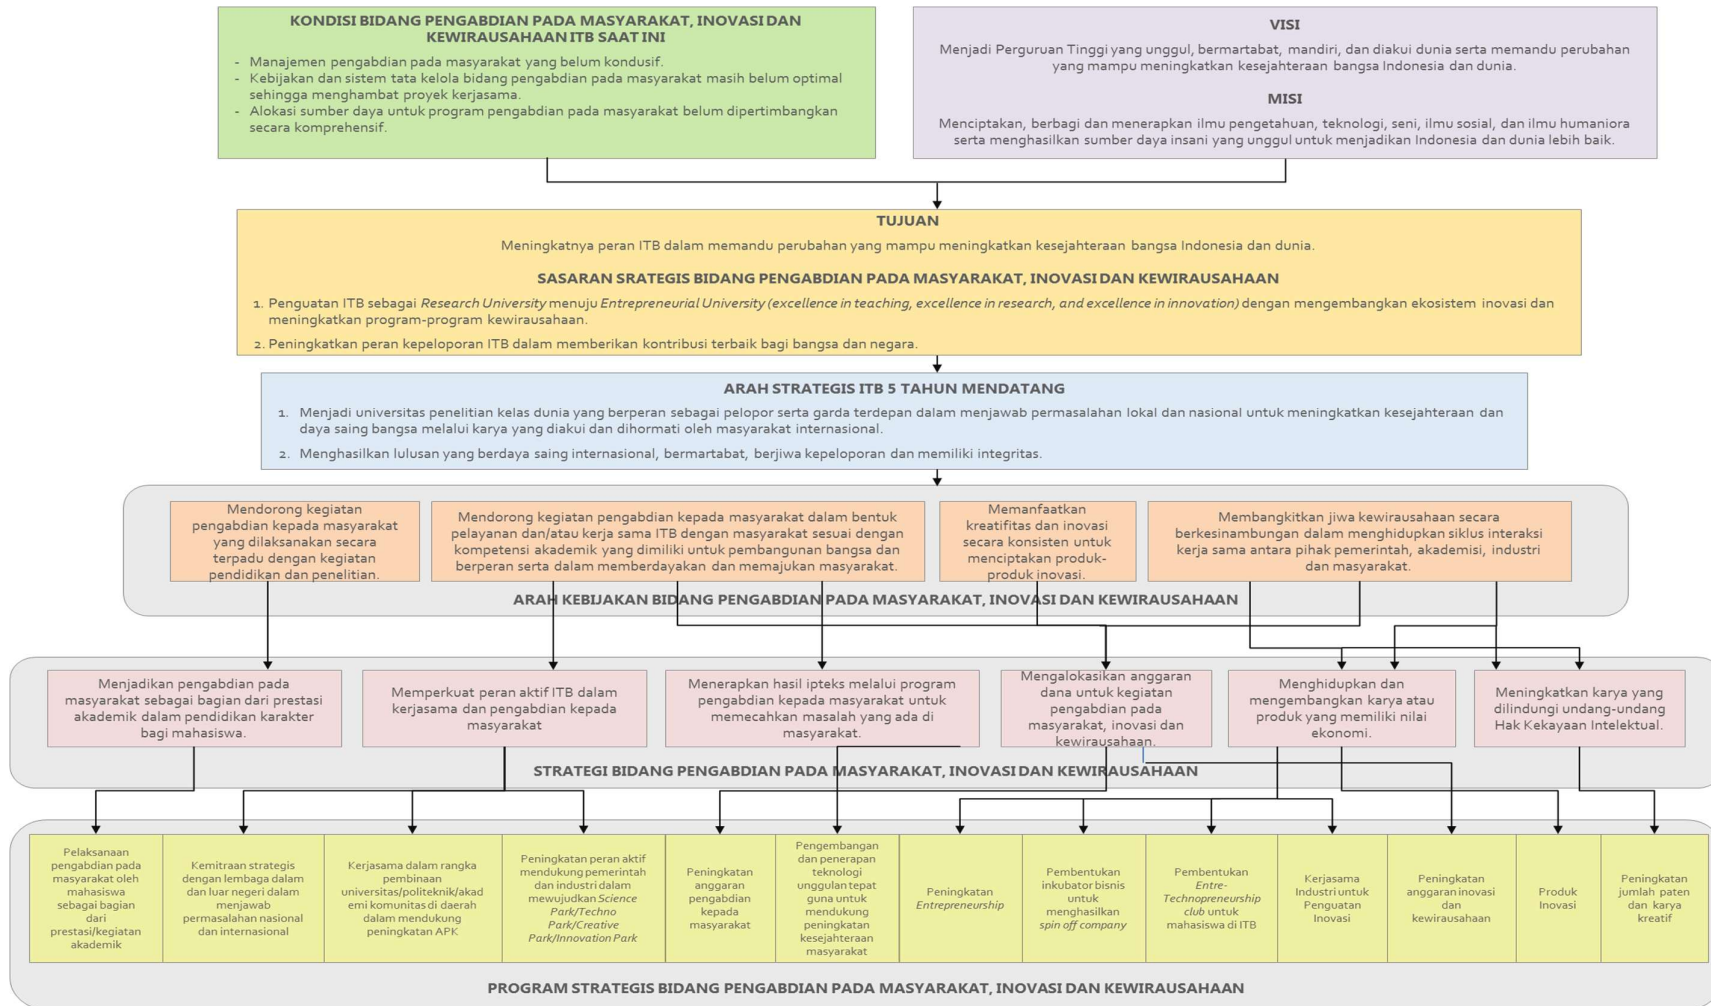 KONDISI BIDANG PENGABDIAN PADA MASYARAKAT, INOVASI DAN
KEWIRAUSAHAAN ITB SAAT INI
- Manajemen pengabdian pada masyarakat yang belum kondusif.
- Kebijakan dan sistem tata kelola bidang pengabdian pada masyarakat masih belum optimal
sehingga menghambat proyek kerjasama.
- Alokasi sumber daya untuk program pengabdian pada masyarakat belum dipertimbangkan
secara komprehensif.
VISI
Menjadi Perguruan Tinggi yang unggul, bermartabat, mandiri, dan diakui dunia serta memandu perubahan
yang mampu meningkatkan kesejahteraan bangsa Indonesia dan dunia.
MISI
Menciptakan, berbagi dan menerapkan ilmu pengetahuan, teknologi, seni, ilmu sosial, dan ilmu humaniora
serta menghasilkan sumber daya insani yang unggul untuk menjadikan Indonesia dan dunia lebih baik.
TUJUAN
Meningkatnya peran ITB dalam memandu perubahan yang mampu meningkatkan kesejahteraan bangsa Indonesia dan dunia.
SASARAN SRATEGIS BIDANG PENGABDIAN PADA MASYARAKAT, INOVASI DAN KEWIRAUSAHAAN
1. Penguatan ITB sebagai Research University menuju Entrepreneurial University (excellence in teaching, excellence in research, and excellence in innovation) dengan mengembangkan ekosistem inovasi dan
meningkatkan program-program kewirausahaan.
2. Peningkatkan peran kepeloporan ITB dalam memberikan kontribusi terbaik bagi bangsa dan negara.
ARAH STRATEGIS ITB 5 TAHUN MENDATANG
1. Menjadi universitas penelitian kelas dunia yang berperan sebagai pelopor serta garda terdepan dalam menjawab permasalahan lokal dan nasional untuk meningkatkan kesejahteraan dan
daya saing bangsa melalui karya yang diakui dan dihormati oleh masyarakat internasional.
2. Menghasilkan lulusan yang berdaya saing internasional, bermartabat, berjiwa kepeloporan dan memiliki integritas.
Mendorong kegiatan
pengabdian kepada masyarakat
yang dilaksanakan secara
terpadu dengan kegiatan
pendidikan dan penelitian.
Mendorong kegiatan pengabdian kepada masyarakat dalam bentuk
pelayanan dan/atau kerja sama ITB dengan masyarakat sesuai dengan
kompetensi akademik yang dimiliki untuk pembangunan bangsa dan
berperan serta dalam memberdayakan dan memajukan masyarakat.
Memanfaatkan
kreatifitas dan inovasi
secara konsisten untuk
menciptakan produk-
produk inovasi.
Membangkitkan jiwa kewirausahaan secara
berkesinambungan dalam menghidupkan siklus interaksi
kerja sama antara pihak pemerintah, akademisi, industri
dan masyarakat.
ARAH KEBIJAKAN BIDANG PENGABDIAN PADA MASYARAKAT, INOVASI DAN KEWIRAUSAHAAN
Menjadikan pengabdian pada
masyarakat sebagai bagian dari prestasi
akademik dalam pendidikan karakter
bagi mahasiswa.
Memperkuat peran aktif ITB dalam
kerjasama dan pengabdian kepada
masyarakat
Menerapkan hasil ipteks melalui program
pengabdian kepada masyarakat untuk
memecahkan masalah yang ada di
masyarakat.
Mengalokasikan anggaran
dana untuk kegiatan
pengabdian pada
masyarakat, inovasi dan
kewirausahaan.
Menghidupkan dan
mengembangkan karya atau
produk yang memiliki nilai
ekonomi.
Meningkatkan karya yang
dilindungi undang-undang
Hak Kekayaan Intelektual.
STRATEGI BIDANG PENGABDIAN PADA MASYARAKAT, INOVASI DAN KEWIRAUSAHAAN
Pelaksanaan
pengabdian pada
masyarakat oleh
mahasiswa
sebagai bagian
dari
prestasi/kegiatan
akademik
Kemitraan strategis
dengan lembaga dalam
dan luar negeri dalam
menjawab
permasalahan nasional
dan internasional
Kerjasama dalam rangka
pembinaan
universitas/politeknik/akad
emi komunitas di daerah
dalam mendukung
peningkatan APK
Peningkatan peran aktif
mendukung pemerintah
dan industri dalam
mewujudkan Science
Park/Techno
Park/Creative
Park/Innovation Park
Peningkatan
anggaran
pengabdian
kepada
masyarakat
Pengembangan
dan penerapan
teknologi
unggulan tepat
guna untuk
mendukung
peningkatan
kesejahteraan
masyarakat
Peningkatan
Entrepreneurship
Pembentukan
inkubator bisnis
untuk
menghasilkan
spin off company
Pembentukan
Entre-
Technopreneurship
club untuk
mahasiswa di ITB
Kerjasama
Industri untuk
Penguatan
Inovasi
Peningkatan
anggaran inovasi
dan
kewirausahaan
Produk
Inovasi
Peningkatan
jumlah paten
dan karya
kreatif
PROGRAM STRATEGIS BIDANG PENGABDIAN PADA MASYARAKAT, INOVASI DAN KEWIRAUSAHAAN